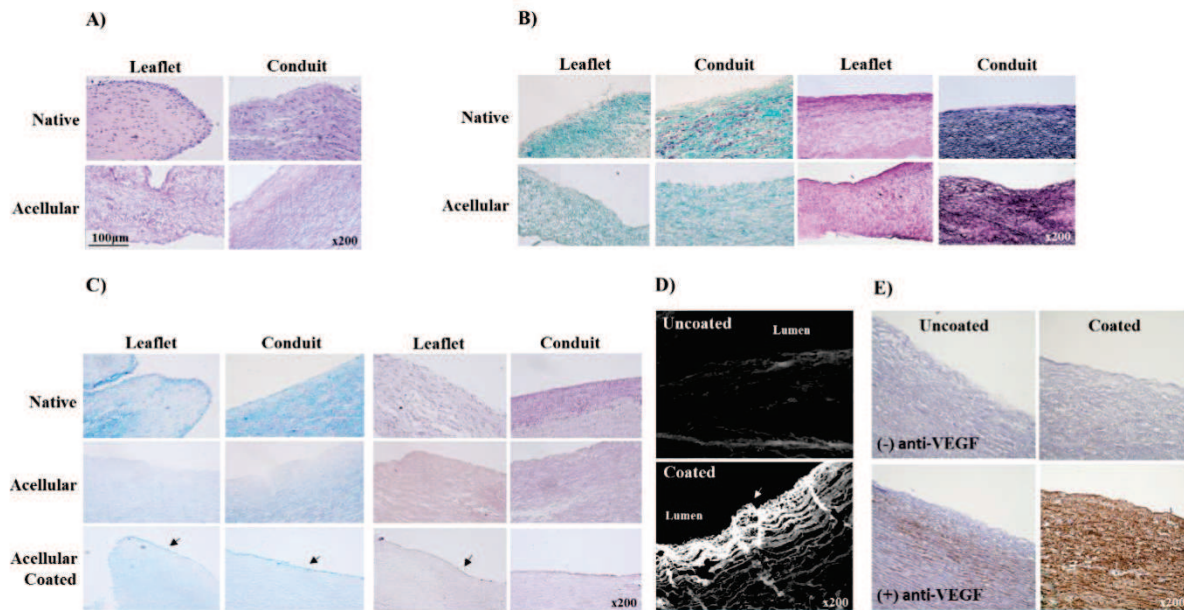 A)
Leaflet Conduit
Native
Acellular
100µm
x200
B)
Leaflet Conduit Leaflet Conduit
Native
Acellular
x200
C)
Leaflet Conduit Leaflet Conduit
Native
Acellular
Acellular
Coated
x200
D)
Uncoated
Lumen
Coated
Lumen
x200
E)
Uncoated Coated
(-) anti-VEGF
(+) anti-VEGF
x200